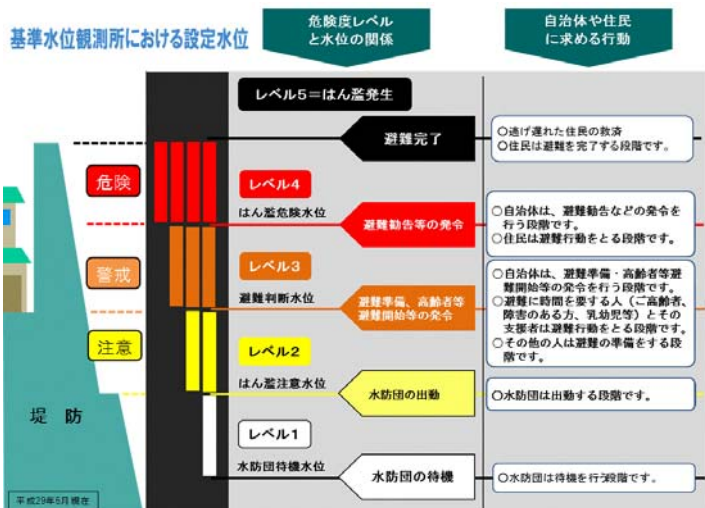 基準水位観測所における設定水位
危険度レベル
と水位の関係
自治体や住民
に求める行動
レベル5=はん濫発生
避難完了
○逃げ遅れた住民の救済
○住民は避難を完了する段階です。
危険
レベル4
はん濫危険水位
避難勧告等の発令
○自治体は、避難勧告などの発令を
行う段階です。
○住民は避難行動をとる段階です。
警戒
レベル3
避難判断水位
避難準備、高齢者等
避難開始等の発令
○自治体は、避難準備・高齢者等避
難開始等の発令を行う段階です。
○避難に時間を要する人(ご高齢者、
障害のある方、乳幼児等)とその
支援者は避難行動をとる段階です。
○その他の人は避難の準備をする段
階です。
注意
レベル2
はん濫注意水位
水防団の出動
○水防団は出動する段階です。
堤 防
レベル1
水防団待機水位
水防団の待機
○水防団は待機を行う段階です。
平成29年6月現在